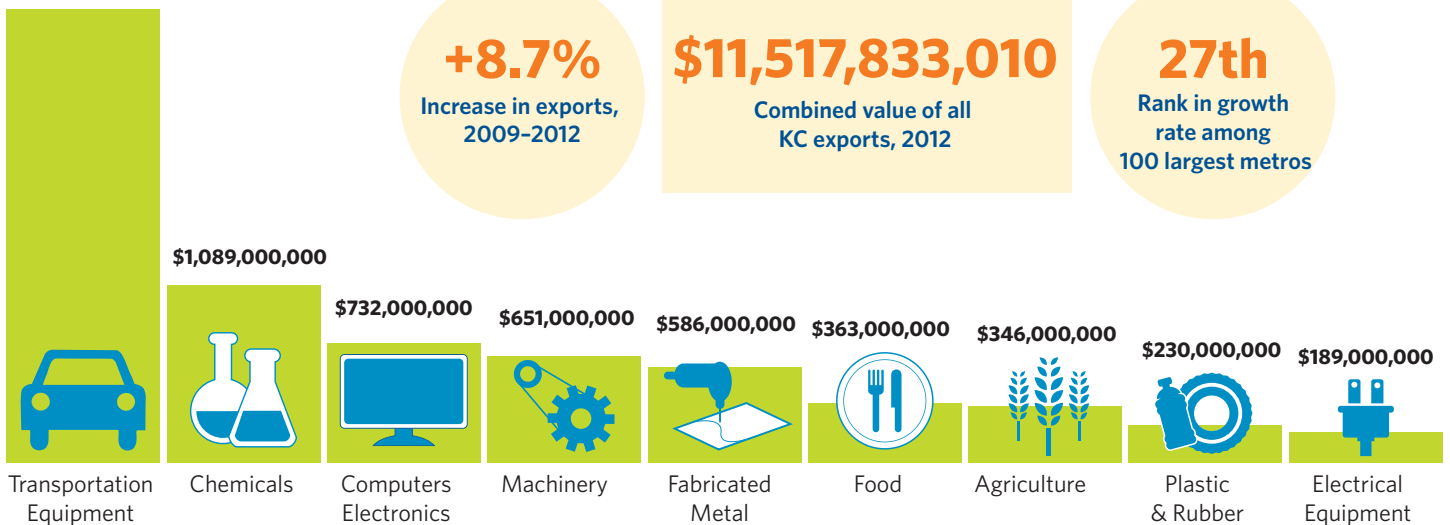 +8.7%
Increase in exports,
2009–2012
$11,517,833,010
Combined value of all
KC exports, 2012
27th
Rank in growth
rate among
100 largest metros
$1,089,000,000
$732,000,000
$651,000,000
$586,000,000
$363,000,000
$346,000,000
$230,000,000
$189,000,000
Transportation
Equipment
Chemicals
Computers
Electronics
Machinery
Fabricated
Metal
Food
Agriculture
Plastic
& Rubber
Electrical
Equipment